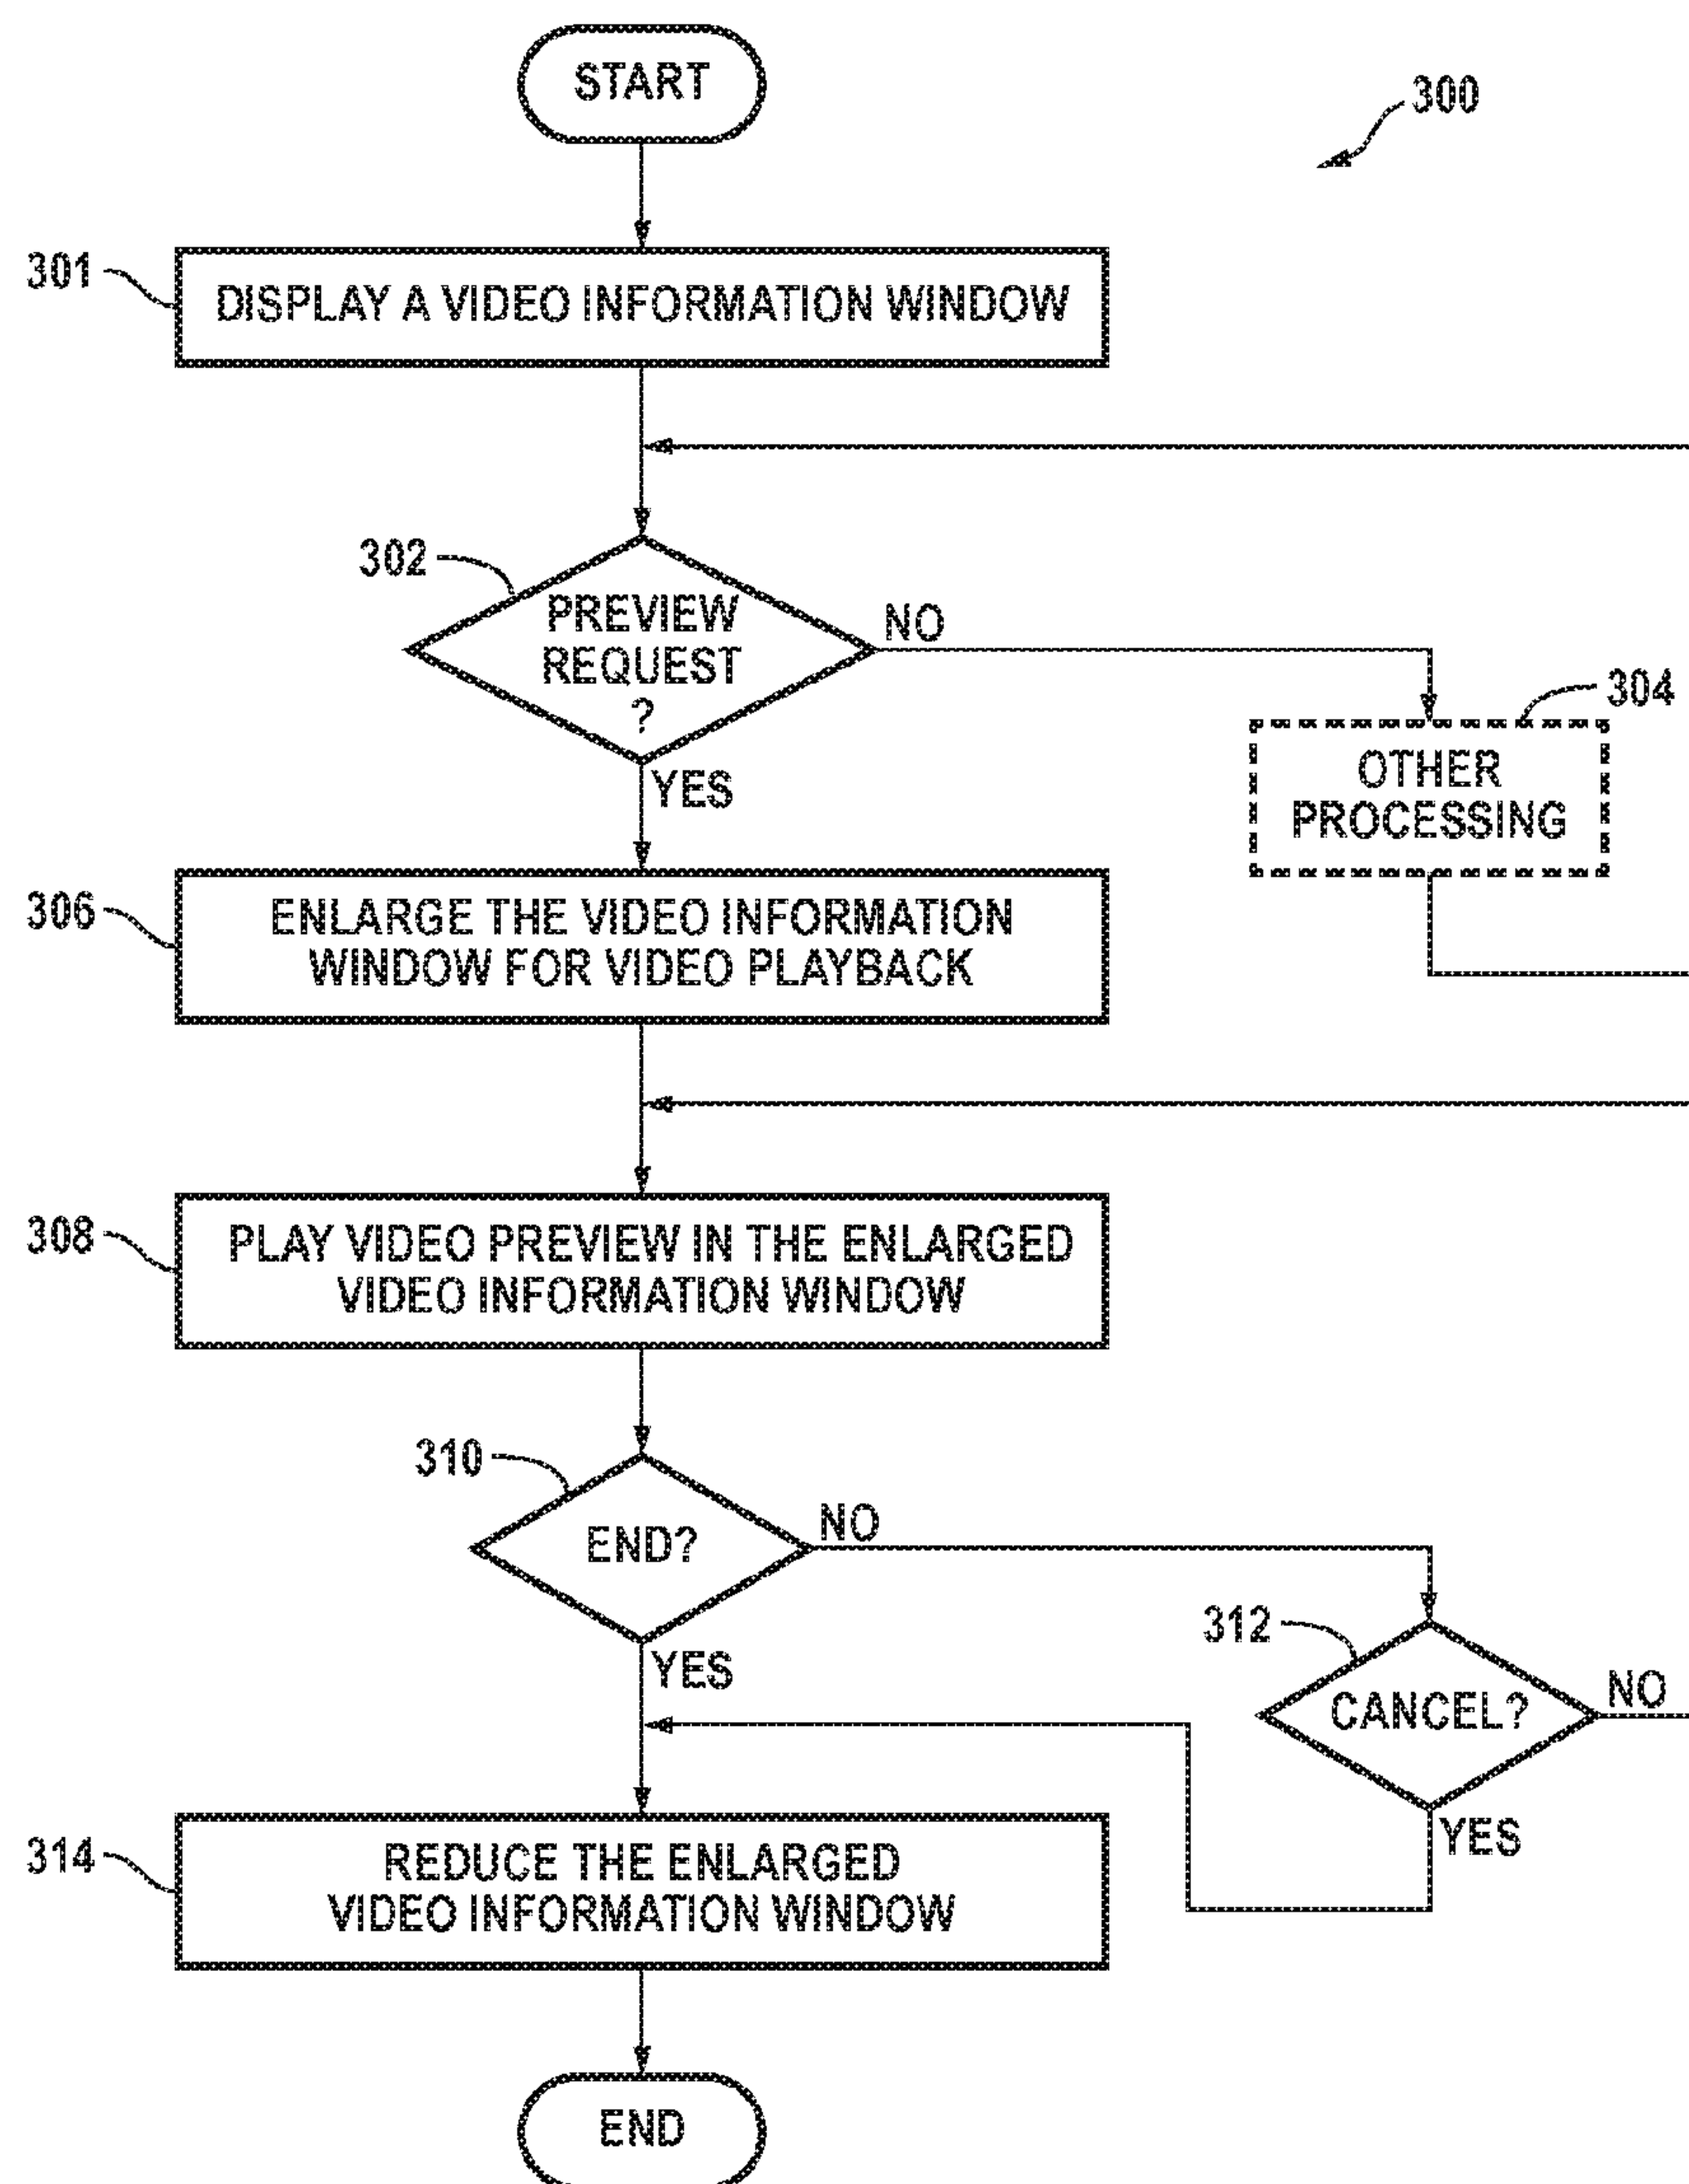 START
300
301
DISPLAY A VIDEO INFORMATION WINDOW
302
PREVIEW
REQUEST
?
NO
YES
304
OTHER
PROCESSING
306
ENLARGE THE VIDEO INFORMATION
WINDOW FOR VIDEO PLAYBACK
308
PLAY VIDEO PREVIEW IN THE ENLARGED
VIDEO INFORMATION WINDOW
310
END?
NO
YES
312
CANCEL?
NO
YES
314
REDUCE THE ENLARGED
VIDEO INFORMATION WINDOW
END